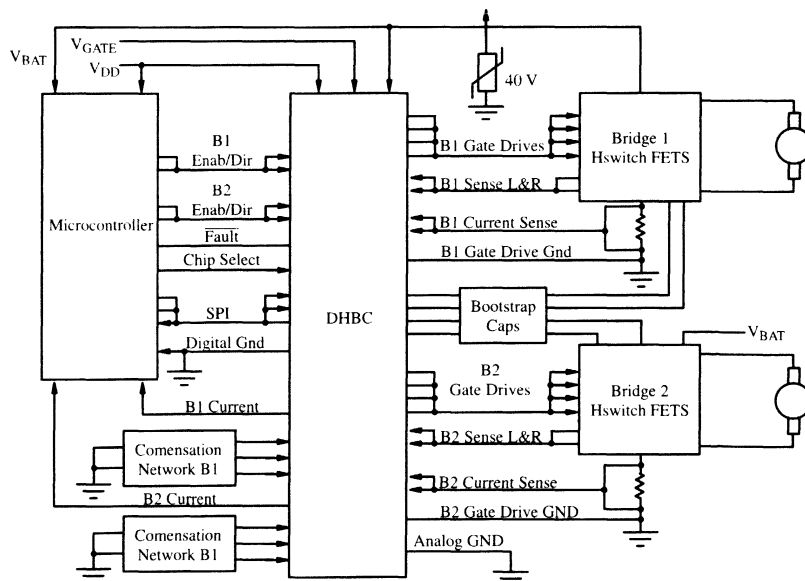 V_BAT
V_GATE
V_DD
40 V
Microcontroller
B1
Enab/Dir
B2
Enab/Dir
Fault
Chip Select
SPI
Digital Gnd
B1 Current
Comensation
Network B1
B2 Current
Comensation
Network B1
DHBC
B1 Gate Drives
B1 Sense L&R
B1 Current Sense
B1 Gate Drive Gnd
Bootstrap
Caps
B2
Gate Drives
B2 Sense L&R
B2 Current Sense
B2 Gate Drive GND
Analog GND
Bridge 1
Hswitch FETS
V_BAT
Bridge 2
Hswitch FETS